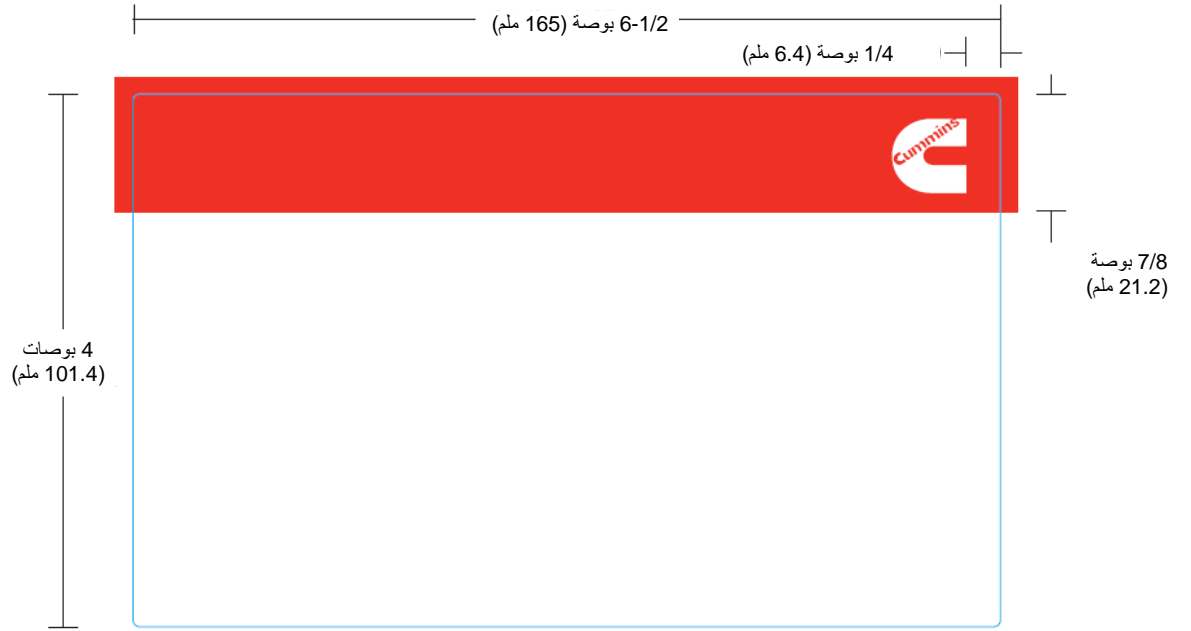 6-1/2 بوصة (165 ملم)
1/4 بوصة (6.4 ملم)
Cummins
7/8 بوصة
(21.2 ملم)
4 بوصات
(101.4 ملم)